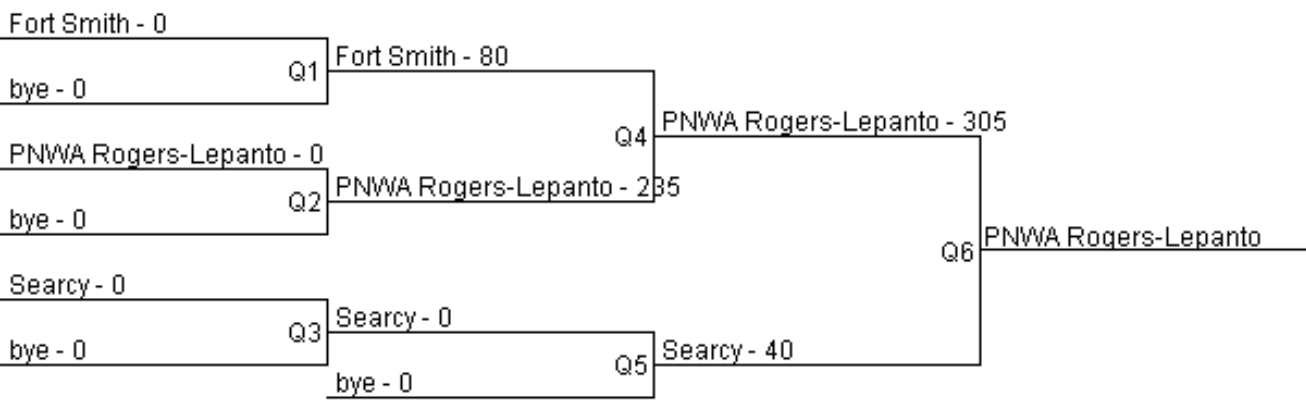 Fort Smith - 0
Q1
bye - 0
Fort Smith - 80
PNWA Rogers-Lepanto - 0
Q2
bye - 0
PNWA Rogers-Lepanto - 235
Q4
PNWA Rogers-Lepanto - 305
Searcy - 0
Q3
bye - 0
Searcy - 0
Q5
bye - 0
Searcy - 40
Q6
PNWA Rogers-Lepanto